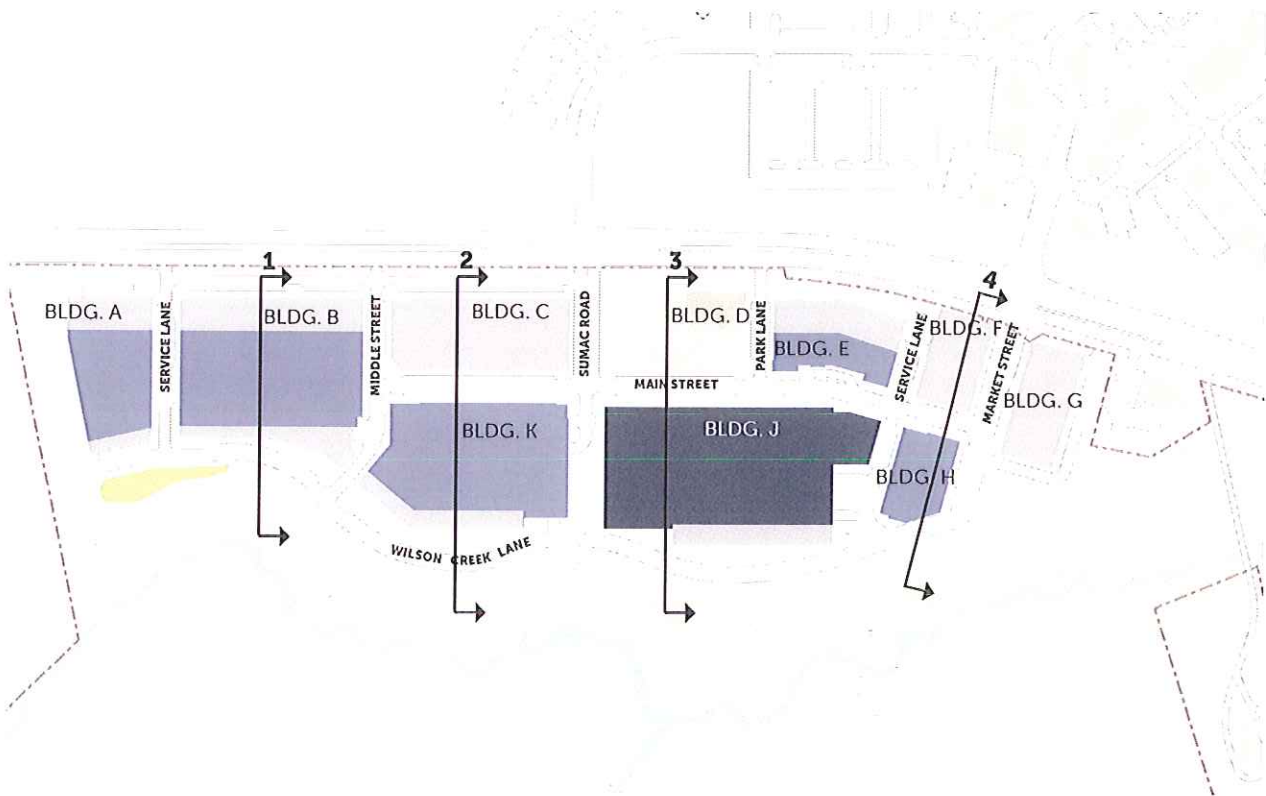 1
2
3
4
BLDG. A
SERVICE LANE
BLDG. B
MIDDLE STREET
BLDG. C
SUMAC ROAD
BLDG. D
PARK LANE
BLDG. E
SERVICE LANE
BLDG. F
MARKET STREET
BLDG. G
MAIN STREET
BLDG. K
BLDG. J
BLDG. H
WILSON CREEK LANE